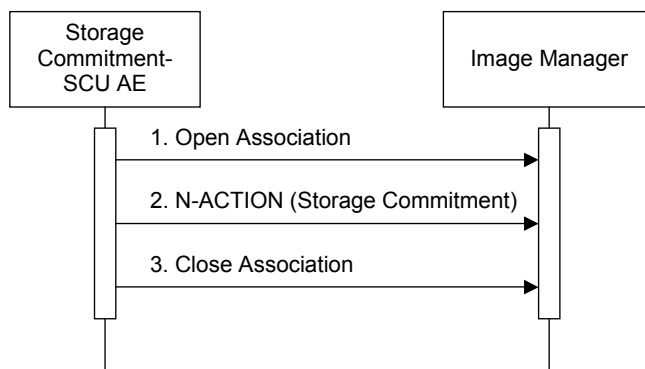 Storage
Commitment-
SCU AE
Image Manager
1. Open Association
2. N-ACTION (Storage Commitment)
3. Close Association